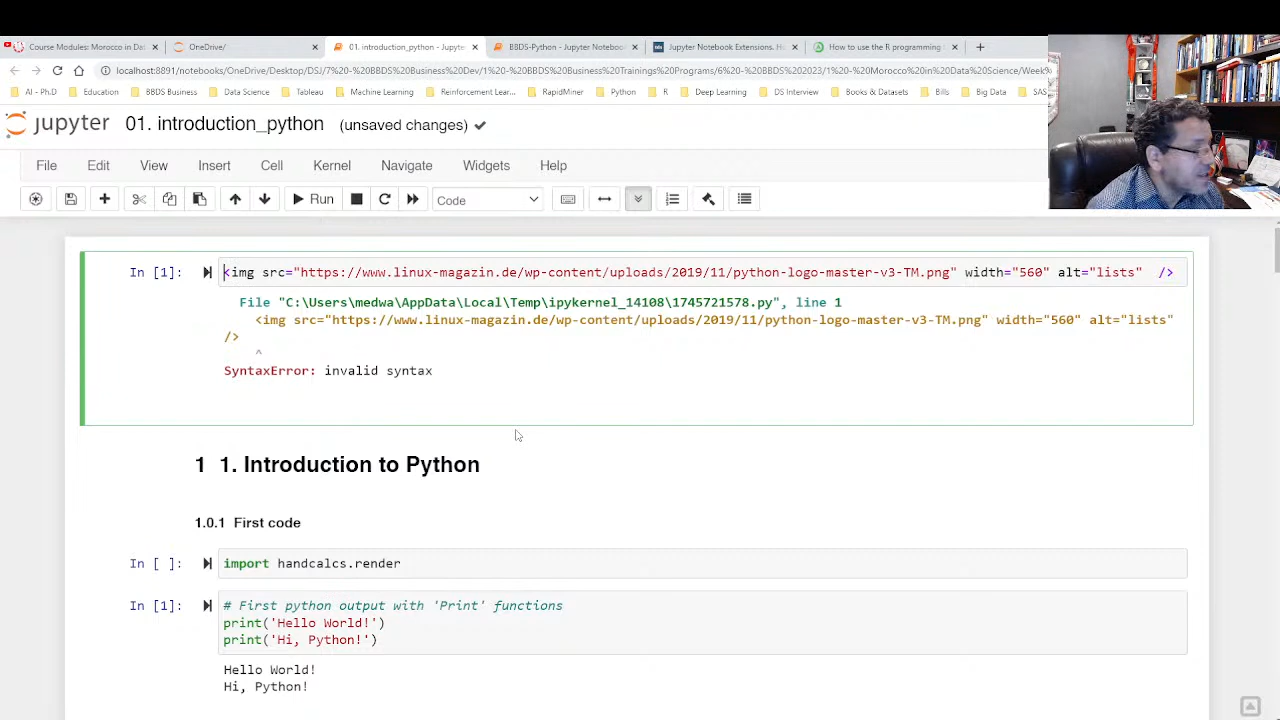 Course Modules: Morocco in Da
OneDrive/
01. introduction_python - Jupyte
BBDS-Python - Jupyter Notebook
Jupyter Notebook Extensions. H
How to use the R programming
localhost:8891/notebooks/OneDrive/Desktop/DSJ/7%20-%20BBDS%20Business%20Dev/1%20-%20BBDS%20Business%20Trainings%20Programs/6%20-%20BBDS%202023/1%20-%20Morocco%20in%20Data%20Science/Week
AI - Ph.D
Education
BBDS Business
Data Science
Tableau
Machine Learning
Reinforcement Lear...
RapidMiner
Python
R
Deep Learning
DS Interview
Books & Datasets
Bills
Big Data
SAS
jupyter 01. introduction_python (unsaved changes)
File Edit View Insert Cell Kernel Navigate Widgets Help
Run Code
In [1]: <img src="https://www.linux-magazin.de/wp-content/uploads/2019/11/python-logo-master-v3-TM.png" width="560" alt="lists" />
File "C:\Users\medwa\AppData\Local\Temp\ipykernel_14108\1745721578.py", line 1
<img src="https://www.linux-magazin.de/wp-content/uploads/2019/11/python-logo-master-v3-TM.png" width="560" alt="lists"
/>
^
SyntaxError: invalid syntax
1 1. Introduction to Python
1.0.1 First code
In [ ]: import handcalcs.render
In [1]: # First python output with 'Print' functions
print('Hello World!')
print('Hi, Python!')
Hello World!
Hi, Python!